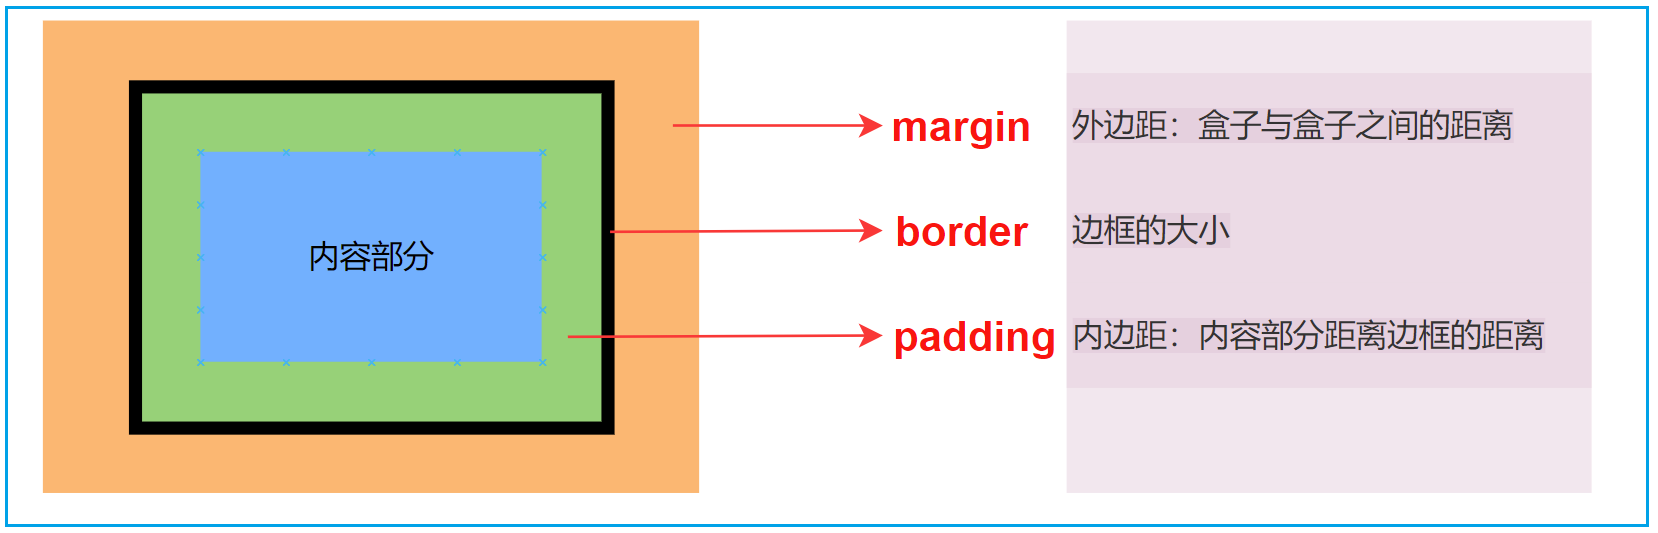 margin 外边距：盒子与盒子之间的距离
border 边框的大小
内容部分
padding 内边距：内容部分距离边框的距离